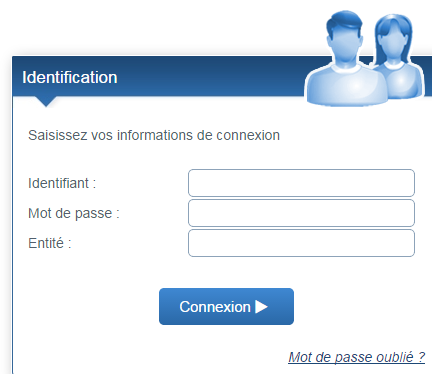 Identification
Saisissez vos informations de connexion
Identifiant :
Mot de passe :
Entité :
Connexion
Mot de passe oublié ?